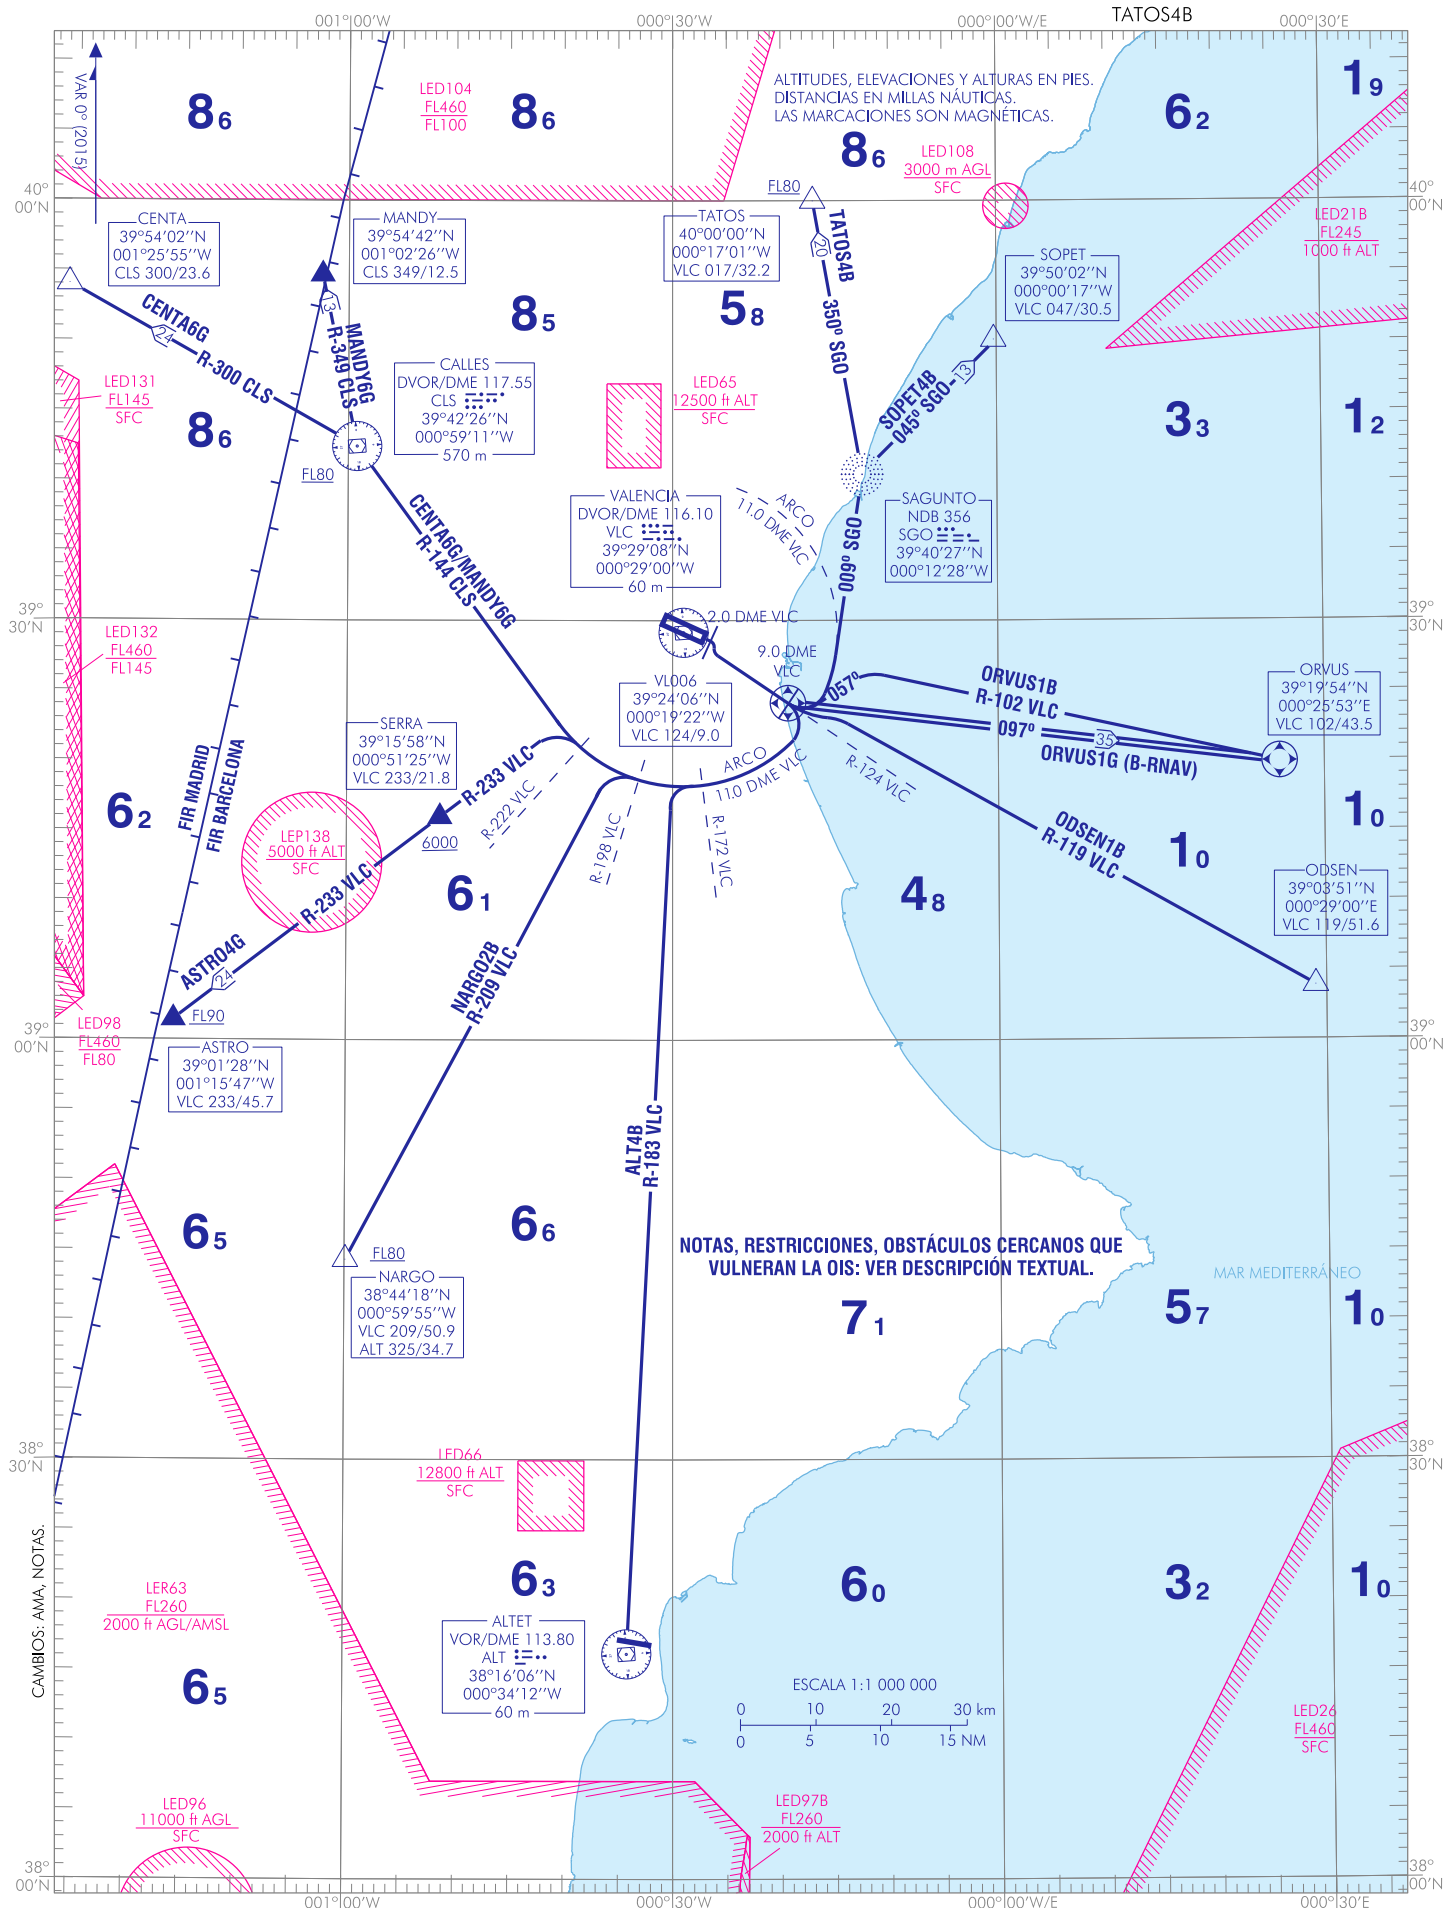 TATOS4B
001°00'W
000°30'W
000°00'W/E
000°30'E
VAR 0° (2015)
LED104
FL460
FL100
ALTITUDES, ELEVACIONES Y ALTURAS EN PIES.
DISTANCIAS EN MILLAS NÁUTICAS.
LAS MARCACIONES SON MAGNÉTICAS.
8 6
8 6
8 6
6 2
1 9
LED108
3000 m AGL
SFC
LED21B
FL245
1000 ft ALT
40°
00'N
40°
00'N
CENTA
39°54'02''N
001°25'55''W
CLS 300/23.6
MANDY
39°54'42''N
001°02'26''W
CLS 349/12.5
TATOS
40°00'00''N
000°17'01''W
VLC 017/32.2
FL80
SOPET
39°50'02''N
000°00'17''W
VLC 047/30.5
TATOS4B
20
350° SGO
CENTA6G
24
R-300 CLS
13
MANDY6G
R-349 CLS
8 5
5 8
SOPET4B
045° SGO
13
LED131
FL145
SFC
CALLES
DVOR/DME 117.55
CLS
39°42'26''N
000°59'11''W
570 m
FL80
LED65
12500 ft ALT
SFC
8 6
3 3
1 2
VALENCIA
DVOR/DME 116.10
VLC
39°29'08''N
000°29'00''W
60 m
ARCO
11.0 DME VLC
SAGUNTO
NDB 356
SGO
39°40'27''N
000°12'28''W
009° SGO
CENTA6G/MANDY6G
R-144 CLS
39°
30'N
39°
30'N
LED132
FL460
FL145
2.0 DME VLC
9.0 DME
VLC
VL006
39°24'06''N
000°19'22''W
VLC 124/9.0
057°
ORVUS1B
R-102 VLC
097°
35
ORVUS1G (B-RNAV)
ORVUS
39°19'54''N
000°25'53''E
VLC 102/43.5
SERRA
39°15'58''N
000°51'25''W
VLC 233/21.8
R-233 VLC
6000
R-222 VLC
R-198 VLC
R-172 VLC
ARCO
11.0 DME VLC
R-124 VLC
ODSEN1B
R-119 VLC
FIR MADRID
FIR BARCELONA
6 2
LEP138
5000 ft ALT
SFC
6 1
4 8
1 0
1 0
ODSEN
39°03'51''N
000°29'00''E
VLC 119/51.6
R-233 VLC
ASTRO4G
24
FL90
NARGO2B
R-209 VLC
LED98
FL460
FL80
39°
00'N
39°
00'N
ASTRO
39°01'28''N
001°15'47''W
VLC 233/45.7
ALT4B
R-183 VLC
6 5
6 6
FL80
NARGO
38°44'18''N
000°59'55''W
VLC 209/50.9
ALT 325/34.7
NOTAS, RESTRICCIONES, OBSTÁCULOS CERCANOS QUE
VULNERAN LA OIS: VER DESCRIPCIÓN TEXTUAL.
MAR MEDITERRÁNEO
7 1
5 7
1 0
38°
30'N
38°
30'N
LED66
12800 ft ALT
SFC
CAMBIOS: AMA, NOTAS.
LER63
FL260
2000 ft AGL/AMSL
6 3
6 0
3 2
1 0
ALTET
VOR/DME 113.80
ALT
38°16'06''N
000°34'12''W
60 m
6 5
ESCALA 1:1 000 000
0 10 20 30 km
0 5 10 15 NM
LED26
FL460
SFC
LED96
11000 ft AGL
SFC
LED97B
FL260
2000 ft ALT
38°
00'N
38°
00'N
001°00'W
000°30'W
000°00'W/E
000°30'E